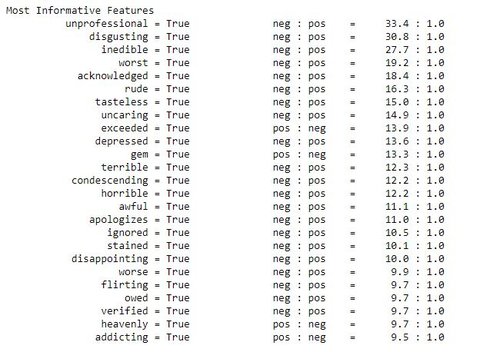 Most Informative Features
unprofessional = True neg : pos = 33.4 : 1.0
disgusting = True neg : pos = 30.8 : 1.0
inedible = True neg : pos = 27.7 : 1.0
worst = True neg : pos = 19.2 : 1.0
acknowledged = True neg : pos = 18.4 : 1.0
rude = True neg : pos = 16.3 : 1.0
tasteless = True neg : pos = 15.0 : 1.0
uncaring = True neg : pos = 14.9 : 1.0
exceeded = True pos : neg = 13.9 : 1.0
depressed = True neg : pos = 13.6 : 1.0
gem = True pos : neg = 13.3 : 1.0
terrible = True neg : pos = 12.3 : 1.0
condescending = True neg : pos = 12.2 : 1.0
horrible = True neg : pos = 12.2 : 1.0
awful = True neg : pos = 11.1 : 1.0
apologizes = True neg : pos = 11.0 : 1.0
ignored = True neg : pos = 10.5 : 1.0
stained = True neg : pos = 10.1 : 1.0
disappointing = True neg : pos = 10.0 : 1.0
worse = True neg : pos = 9.9 : 1.0
flirting = True neg : pos = 9.7 : 1.0
owed = True neg : pos = 9.7 : 1.0
verified = True neg : pos = 9.7 : 1.0
heavenly = True pos : neg = 9.7 : 1.0
addicting = True pos : neg = 9.5 : 1.0